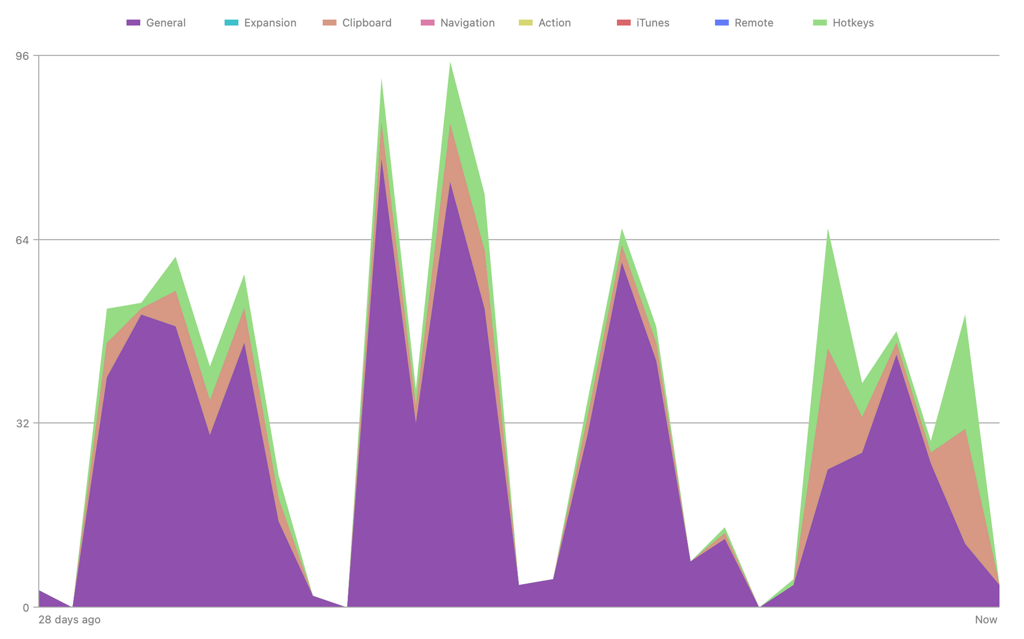 General Expansion Clipboard Navigation Action iTunes Remote Hotkeys
96
64
32
0
28 days ago Now